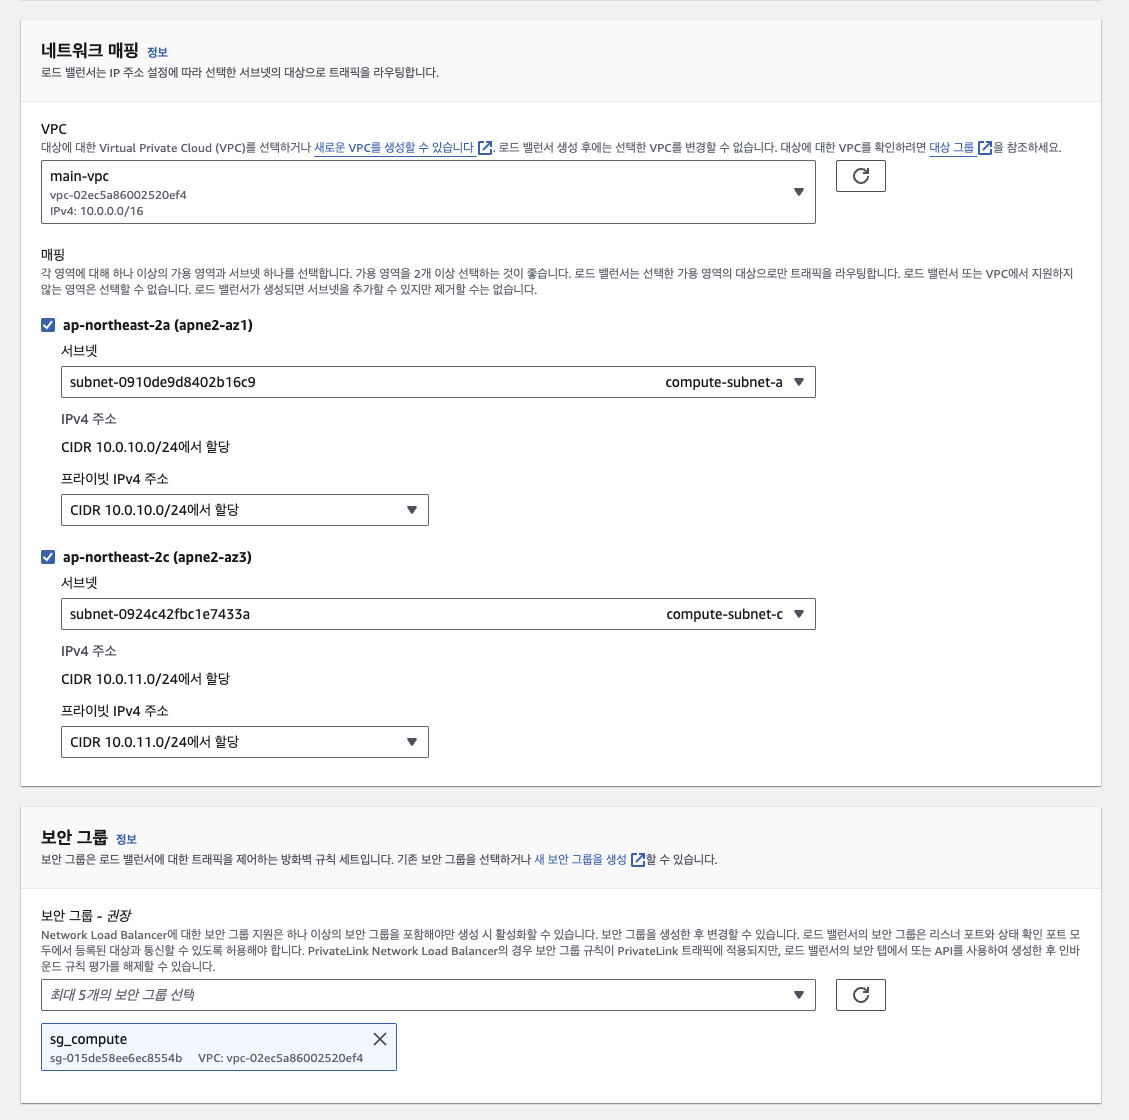 네트워크 매핑 정보
로드 밸런서는 IP 주소 설정에 따라 선택한 서브넷의 대상으로 트래픽을 라우팅합니다.
VPC
대상에 대한 Virtual Private Cloud (VPC)를 선택하거나 새로운 VPC를 생성할 수 있습니다. 로드 밸런서 생성 후에는 선택한 VPC를 변경할 수 없습니다. 대상에 대한 VPC를 확인하려면 대상 그룹을 참조하세요.
main-vpc
vpc-02ec5a86002520ef4
IPv4: 10.0.0.0/16
매핑
각 영역에 대해 하나 이상의 가용 영역과 서브넷 하나를 선택합니다. 가용 영역을 2개 이상 선택하는 것이 좋습니다. 로드 밸런서는 선택한 가용 영역의 대상으로만 트래픽을 라우팅합니다. 로드 밸런서 또는 VPC에서 지원하지
않는 영역은 선택할 수 없습니다. 로드 밸런서가 생성되면 서브넷을 추가할 수 있지만 제거할 수는 없습니다.
ap-northeast-2a (apne2-az1)
서브넷
subnet-0910de9d8402b16c9 compute-subnet-a
IPv4 주소
CIDR 10.0.10.0/24에서 할당
프라이빗 IPv4 주소
CIDR 10.0.10.0/24에서 할당
ap-northeast-2c (apne2-az3)
서브넷
subnet-0924c42fbc1e7433a compute-subnet-c
IPv4 주소
CIDR 10.0.11.0/24에서 할당
프라이빗 IPv4 주소
CIDR 10.0.11.0/24에서 할당
보안 그룹 정보
보안 그룹은 로드 밸런서에 대한 트래픽을 제어하는 방화벽 규칙 세트입니다. 기존 보안 그룹을 선택하거나 새 보안 그룹을 생성할 수 있습니다.
보안 그룹 - 권장
Network Load Balancer에 대한 보안 그룹 지원은 하나 이상의 보안 그룹을 포함해야만 생성 시 활성화할 수 있습니다. 보안 그룹을 생성한 후 변경할 수 있습니다. 로드 밸런서의 보안 그룹은 리스너 포트와 상태 확인 포트 모
두에서 등록된 대상과 통신할 수 있도록 허용해야 합니다. PrivateLink Network Load Balancer의 경우 보안 그룹 규칙이 PrivateLink 트래픽에 적용되지만, 로드 밸런서의 보안 탭에서 또는 API를 사용하여 생성한 후 인바
운드 규칙 평가를 해제할 수 있습니다.
최대 5개의 보안 그룹 선택
sg_compute
sg-015de58ee6ec8554b VPC: vpc-02ec5a86002520ef4